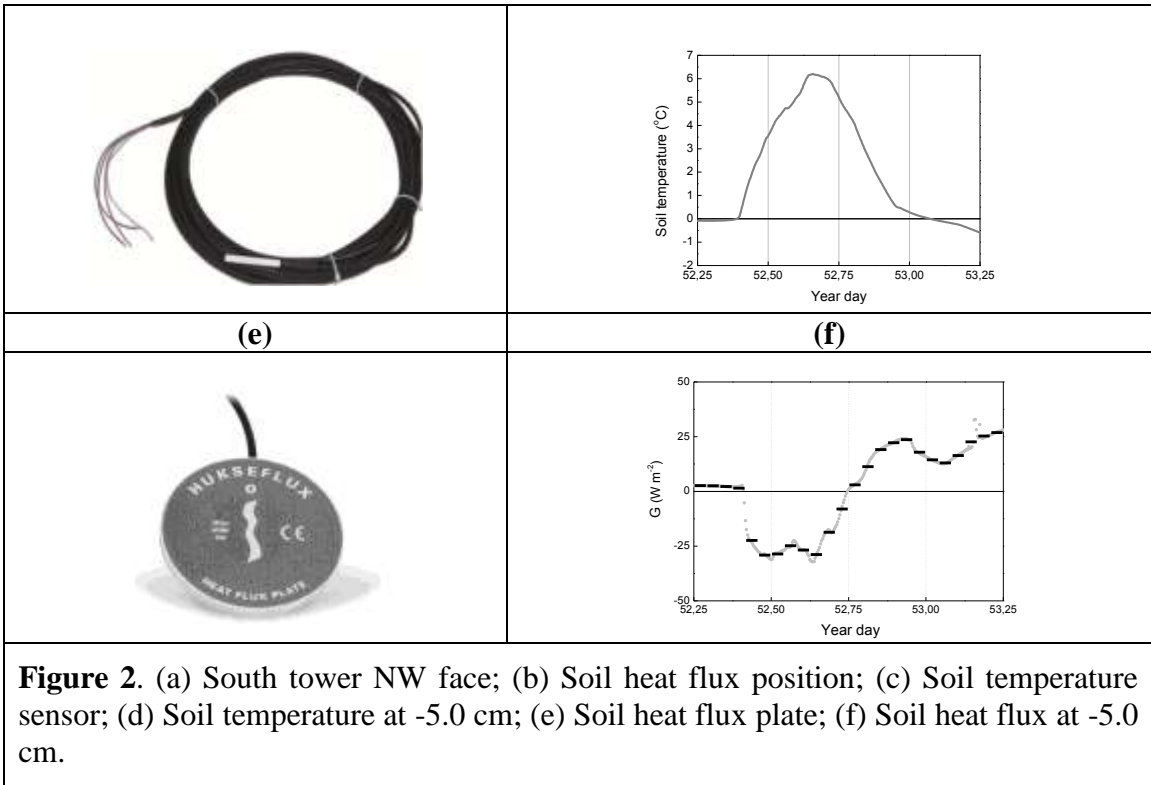 7
6
5
4
3
2
1
0
-1
-2
Soil temperature (°C)
52,25 52,50 52,75 53,00 53,25
Year day
(e) (f)
HUKSEFLUX
CE
HEAT FLUX PLATE
50
25
0
-25
-50
G (W m-2)
52,25 52,50 52,75 53,00 53,25
Year day
Figure 2. (a) South tower NW face; (b) Soil heat flux position; (c) Soil temperature
sensor; (d) Soil temperature at -5.0 cm; (e) Soil heat flux plate; (f) Soil heat flux at -5.0
cm.